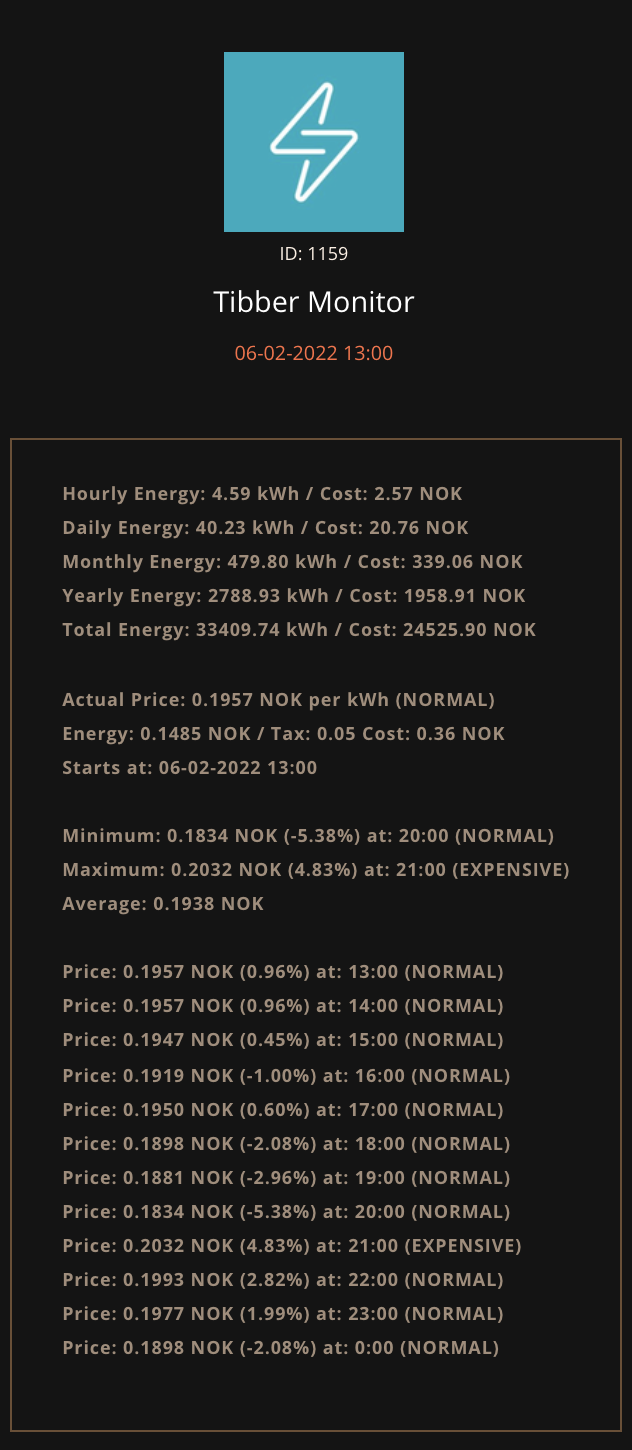 ID: 1159
Tibber Monitor
06-02-2022 13:00
Hourly Energy: 4.59 kWh / Cost: 2.57 NOK
Daily Energy: 40.23 kWh / Cost: 20.76 NOK
Monthly Energy: 479.80 kWh / Cost: 339.06 NOK
Yearly Energy: 2788.93 kWh / Cost: 1958.91 NOK
Total Energy: 33409.74 kWh / Cost: 24525.90 NOK
Actual Price: 0.1957 NOK per kWh (NORMAL)
Energy: 0.1485 NOK / Tax: 0.05 Cost: 0.36 NOK
Starts at: 06-02-2022 13:00
Minimum: 0.1834 NOK (-5.38%) at: 20:00 (NORMAL)
Maximum: 0.2032 NOK (4.83%) at: 21:00 (EXPENSIVE)
Average: 0.1938 NOK
Price: 0.1957 NOK (0.96%) at: 13:00 (NORMAL)
Price: 0.1957 NOK (0.96%) at: 14:00 (NORMAL)
Price: 0.1947 NOK (0.45%) at: 15:00 (NORMAL)
Price: 0.1919 NOK (-1.00%) at: 16:00 (NORMAL)
Price: 0.1950 NOK (0.60%) at: 17:00 (NORMAL)
Price: 0.1898 NOK (-2.08%) at: 18:00 (NORMAL)
Price: 0.1881 NOK (-2.96%) at: 19:00 (NORMAL)
Price: 0.1834 NOK (-5.38%) at: 20:00 (NORMAL)
Price: 0.2032 NOK (4.83%) at: 21:00 (EXPENSIVE)
Price: 0.1993 NOK (2.82%) at: 22:00 (NORMAL)
Price: 0.1977 NOK (1.99%) at: 23:00 (NORMAL)
Price: 0.1898 NOK (-2.08%) at: 0:00 (NORMAL)